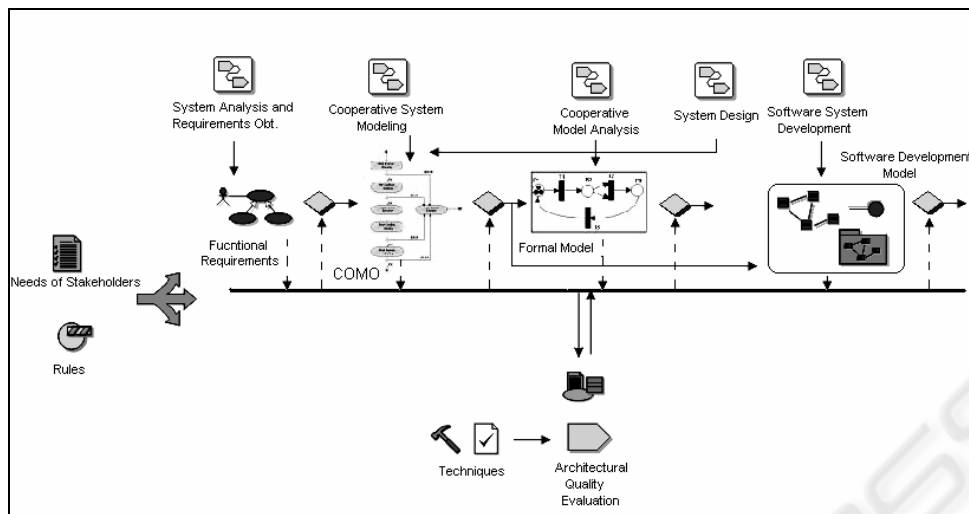 System Analysis and
Requirements Obt.
Cooperative System
Modeling
Cooperative
Model Analysis
System Design
Software System
Development
Software Development
Model
Fucntional
Requirements
COMO
Formal Model
Needs of Stakeholders
Rules
Techniques
Architectural
Quality
Evaluation